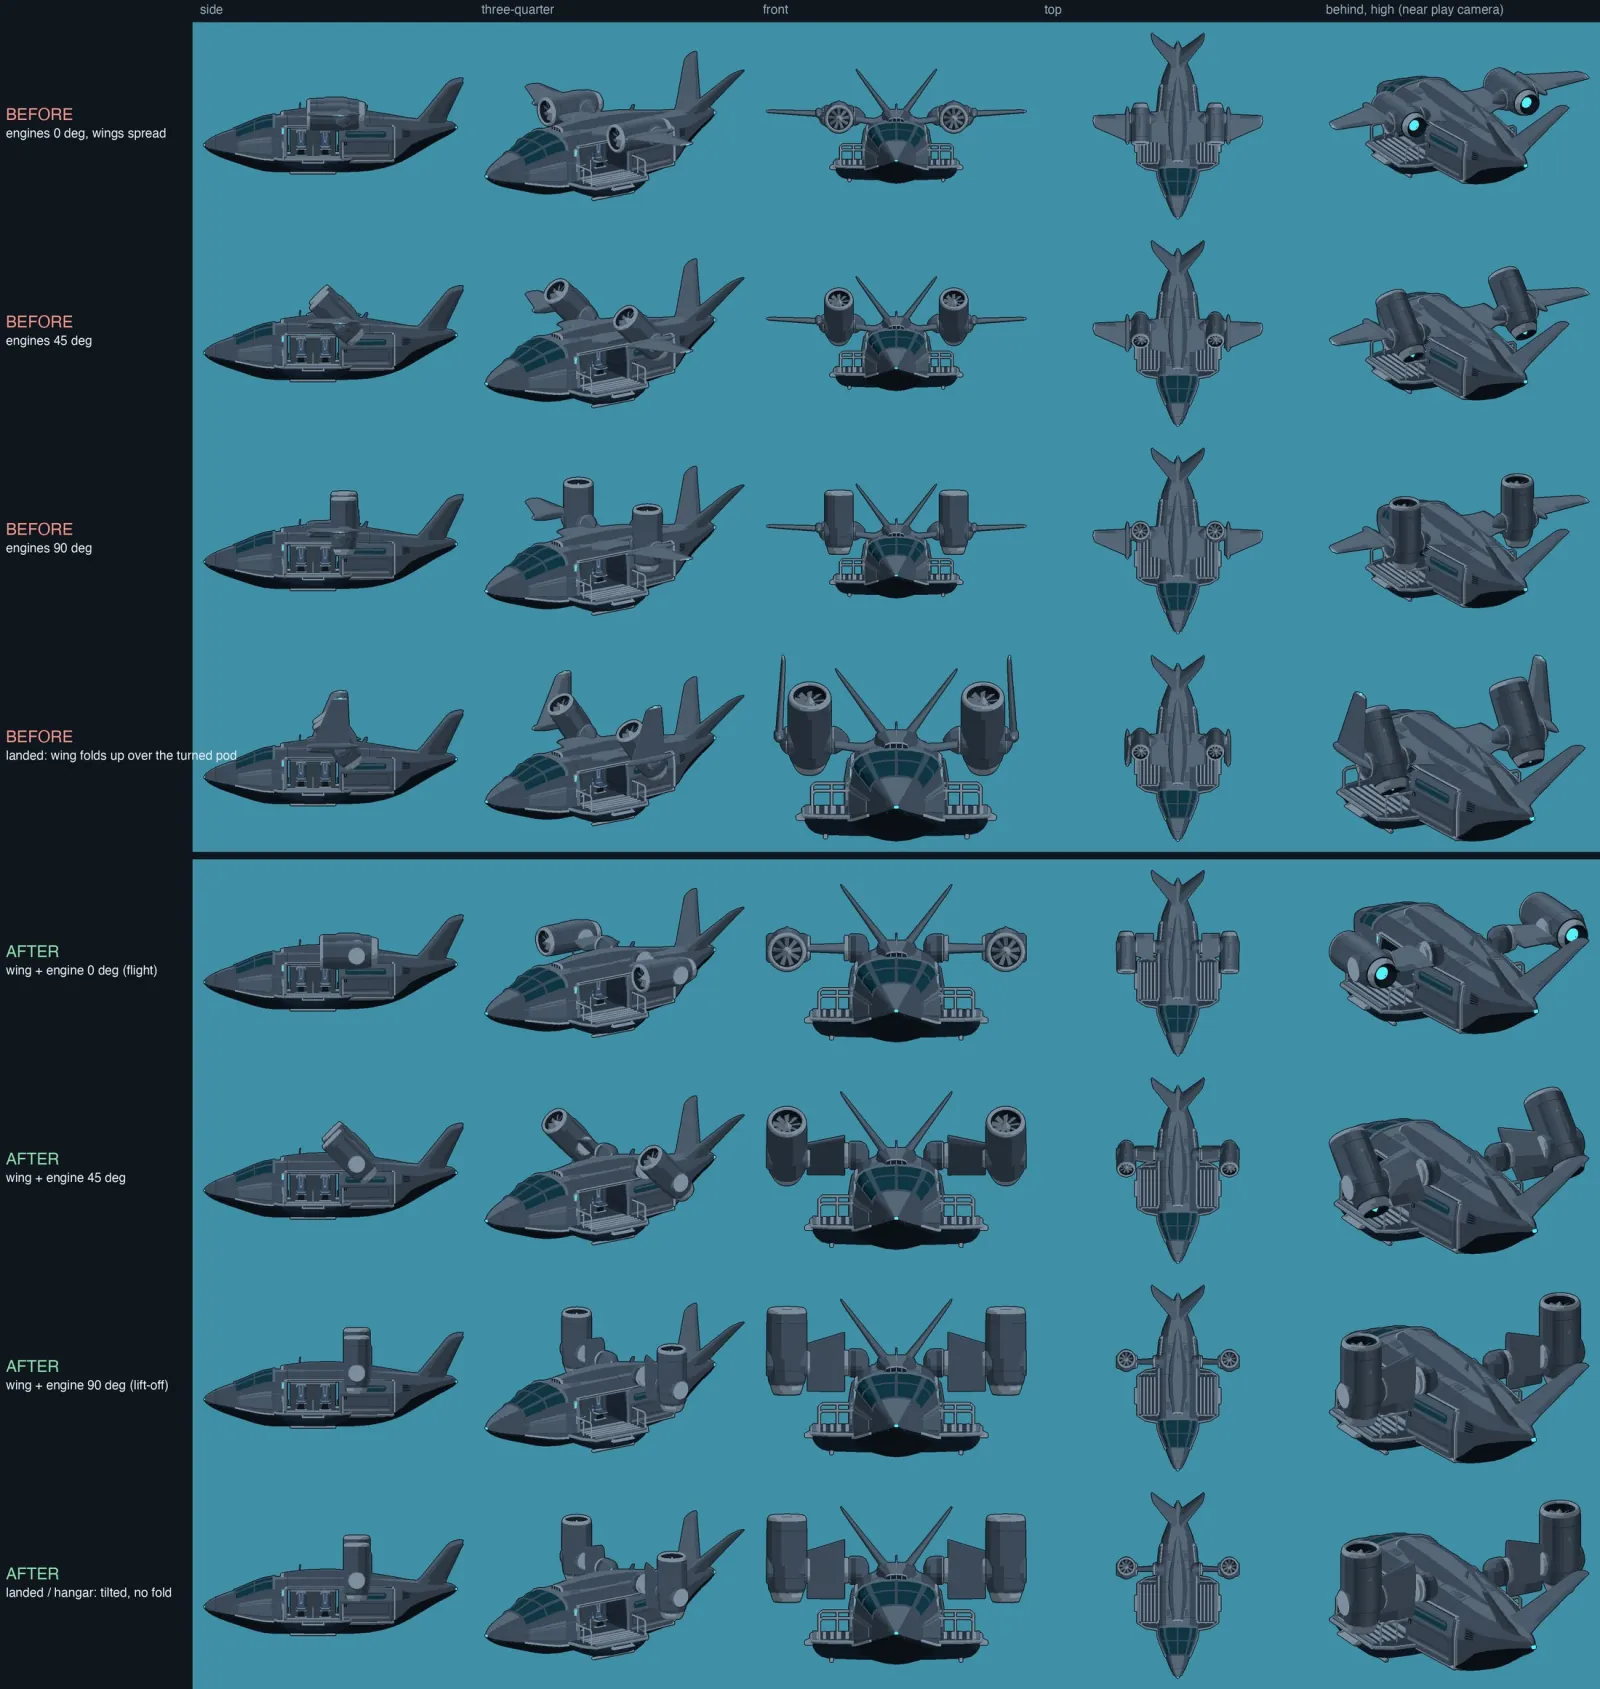 side three-quarter front top behind, high (near play camera)
BEFORE
engines 0 deg, wings spread
BEFORE
engines 45 deg
BEFORE
engines 90 deg
BEFORE
landed: wing folds up over the turned pod
AFTER
wing + engine 0 deg (flight)
AFTER
wing + engine 45 deg
AFTER
wing + engine 90 deg (lift-off)
AFTER
landed / hangar: tilted, no fold